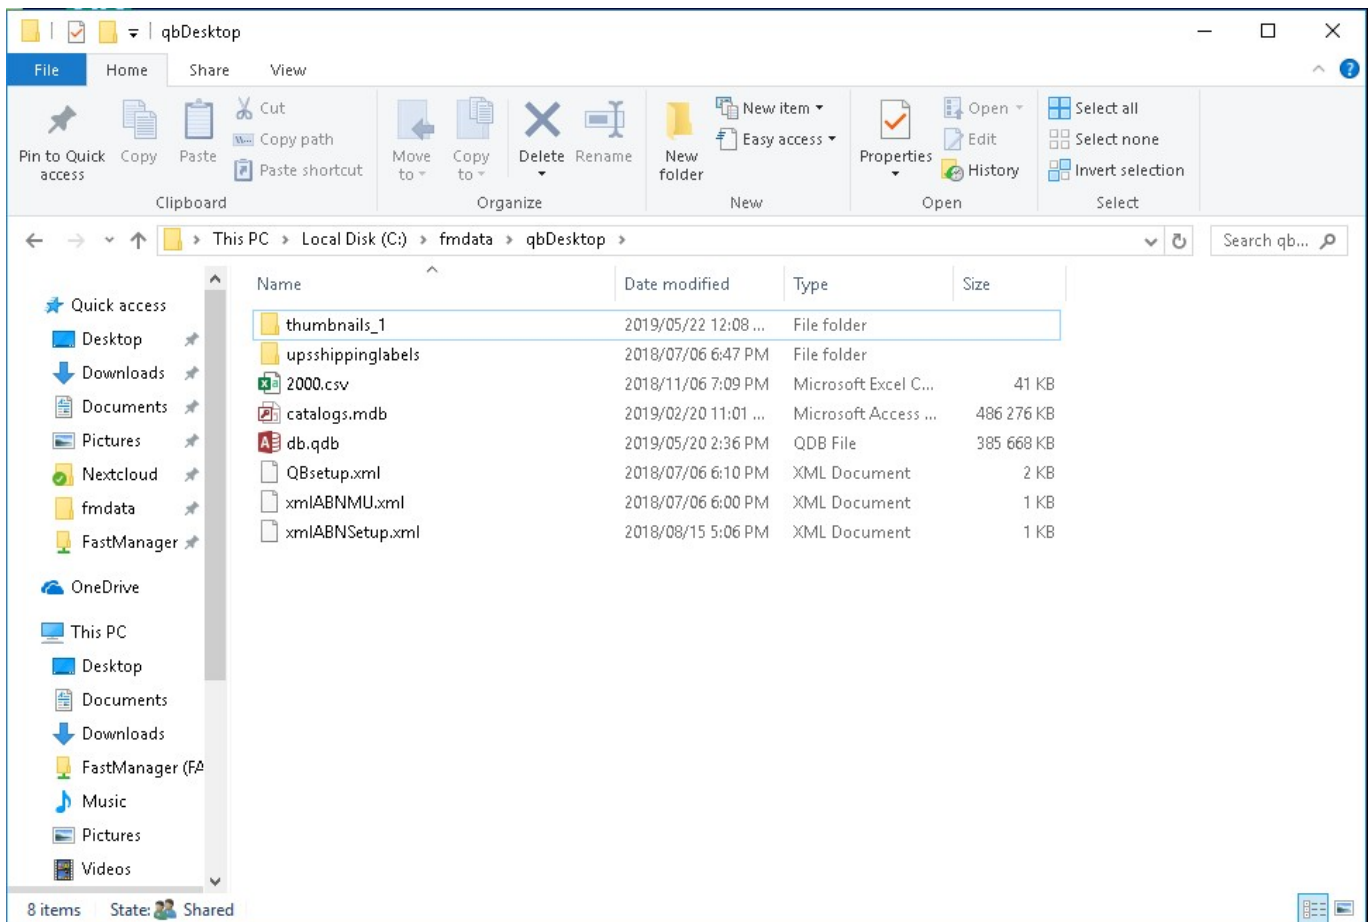 qbDesktop
File Home Share View
Pin to Quick access
Copy
Paste
Cut
Copy path
Paste shortcut
Clipboard
Move to
Copy to
Delete
Rename
Organize
New folder
New item
Easy access
New
Properties
Open
Edit
History
Open
Select all
Select none
Invert selection
Select
This PC > Local Disk (C:) > fmdata > qbDesktop >
Search qb...
Quick access
Desktop
Downloads
Documents
Pictures
Nextcloud
fmdata
FastManager
OneDrive
This PC
Desktop
Documents
Downloads
FastManager (FA
Music
Pictures
Videos
Name Date modified Type Size
thumbnails_1 2019/05/22 12:08 ... File folder
upsshippinglabels 2018/07/06 6:47 PM File folder
2000.csv 2018/11/06 7:09 PM Microsoft Excel C... 41 KB
catalogs.mdb 2019/02/20 11:01 ... Microsoft Access ... 486 276 KB
db.qdb 2019/05/20 2:36 PM QDB File 385 668 KB
QBsetup.xml 2018/07/06 6:10 PM XML Document 2 KB
xmlABNMU.xml 2018/07/06 6:00 PM XML Document 1 KB
xmlABNSetup.xml 2018/08/15 5:06 PM XML Document 1 KB
8 items State: Shared